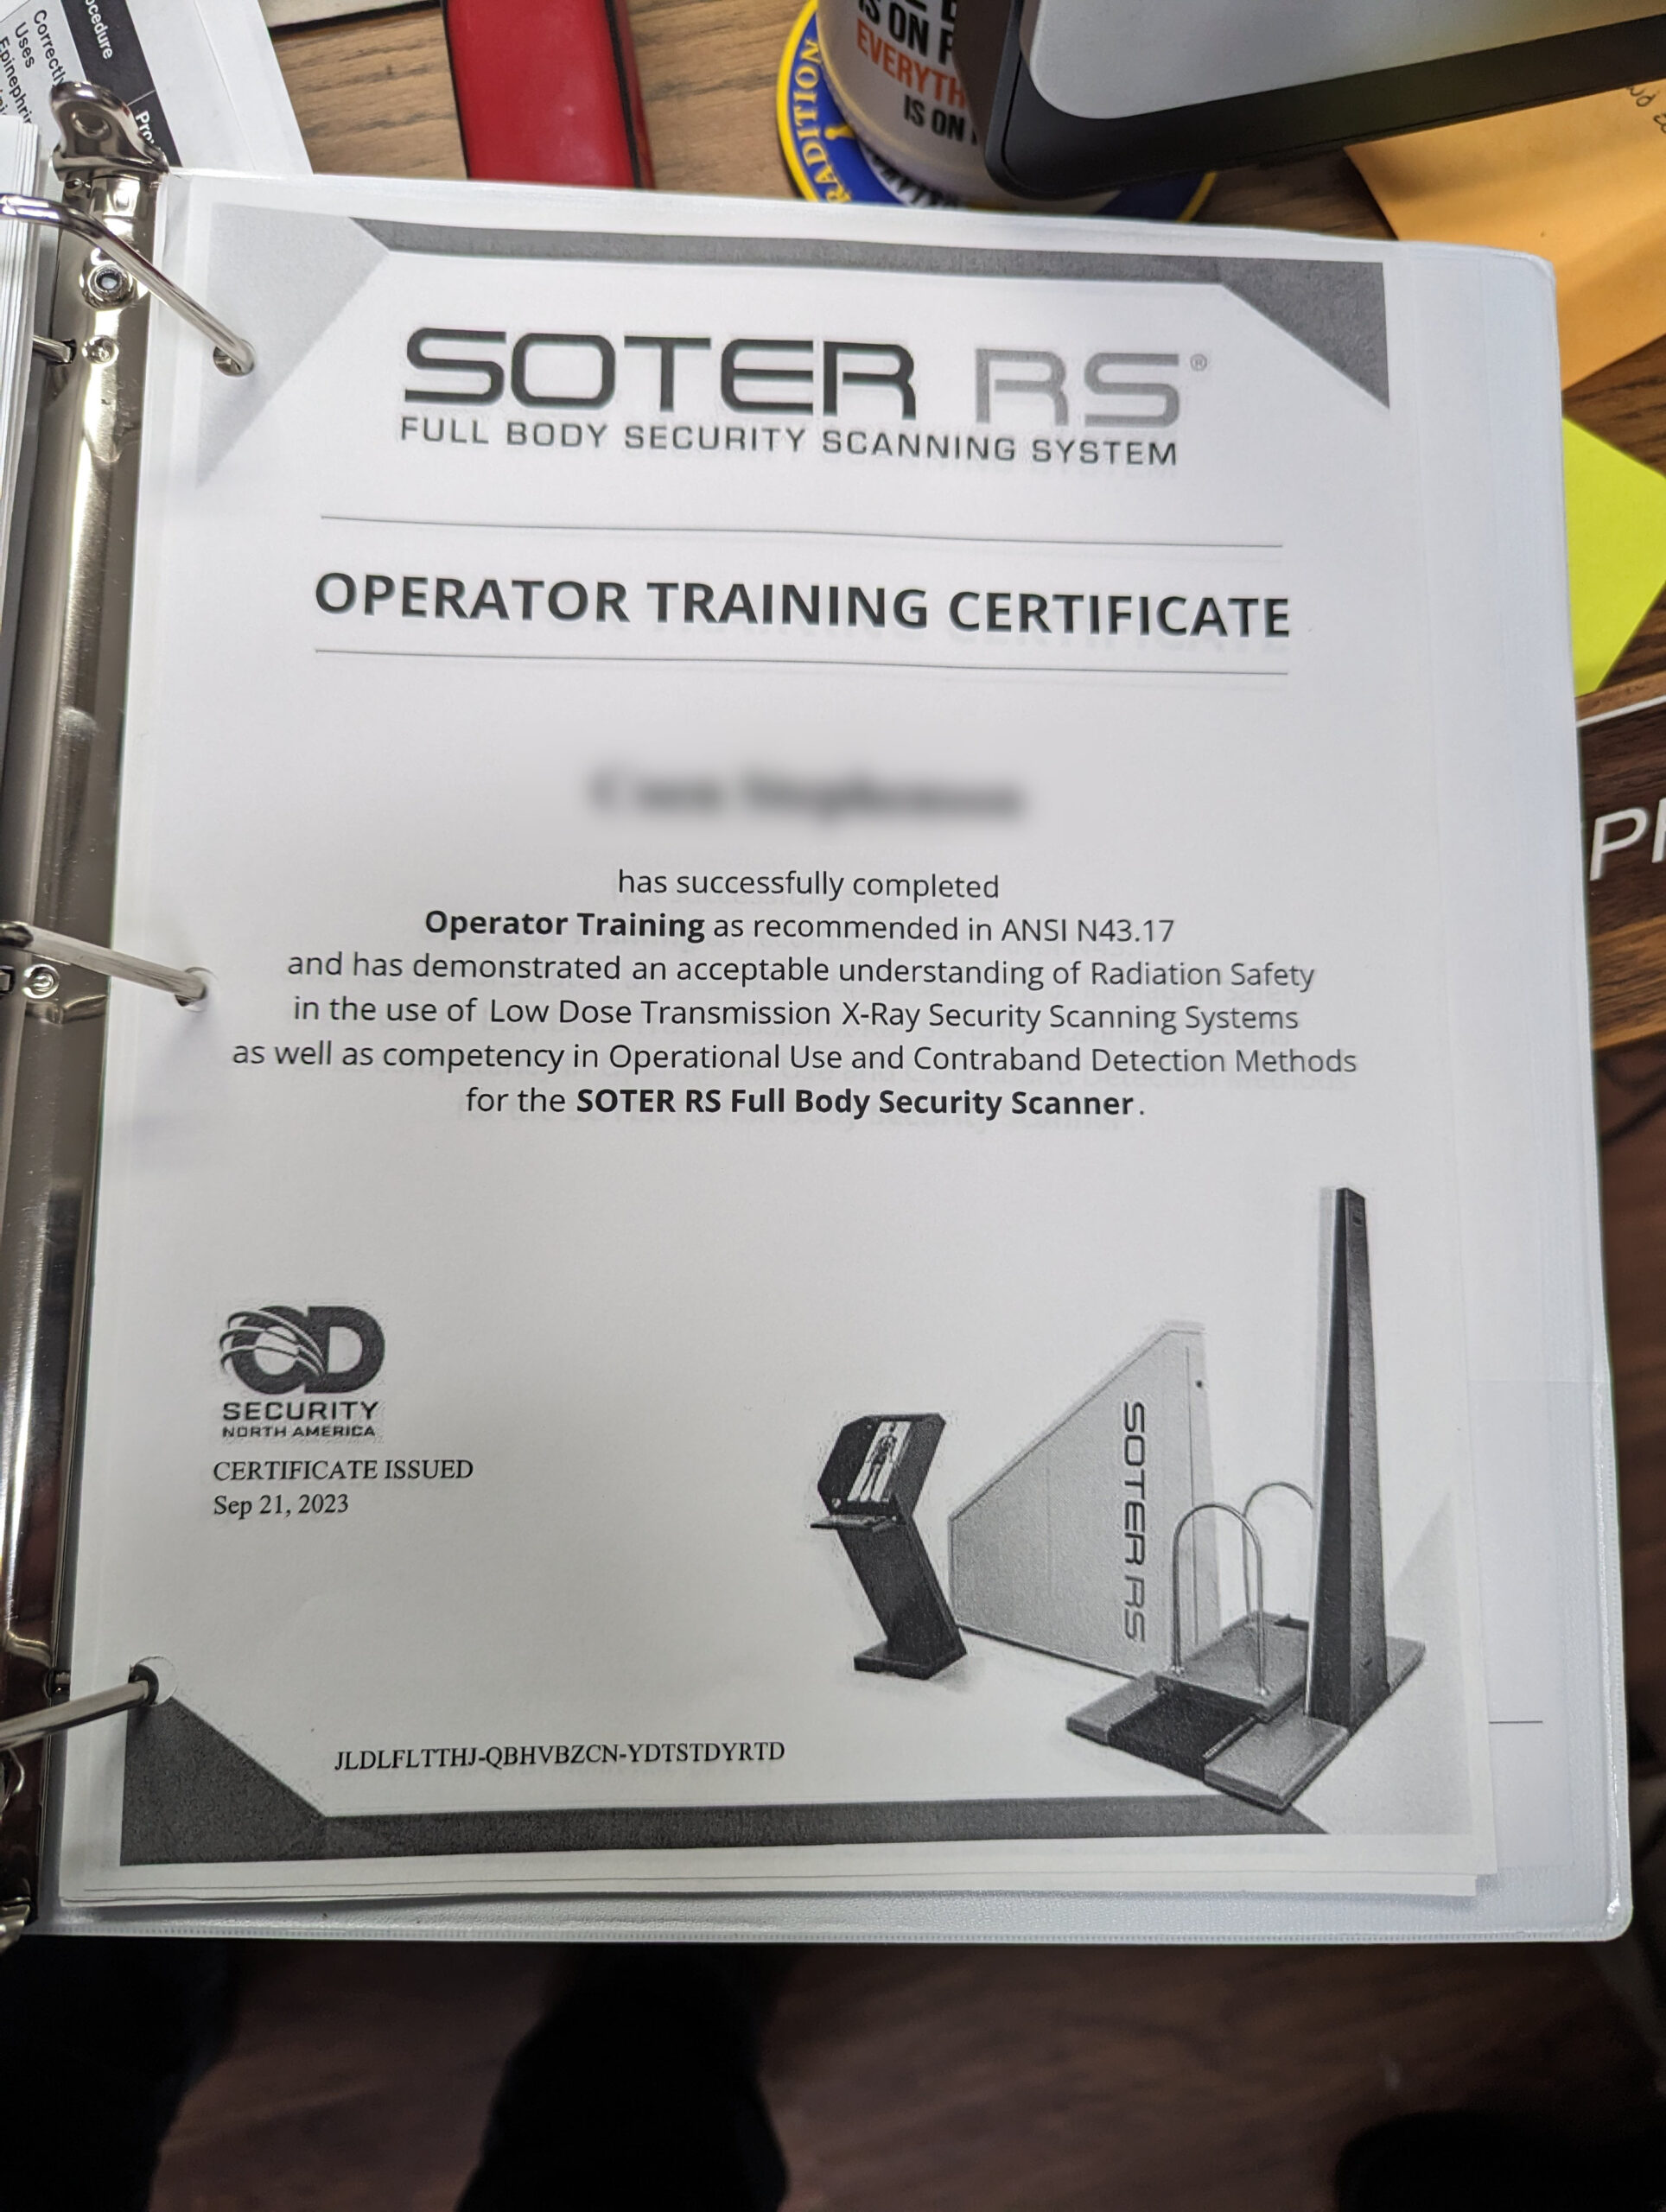 ocedure
Correctly
Uses
IS ON F
EVERYTH
IS ON
RADITION
SOTER RS®
FULL BODY SECURITY SCANNING SYSTEM
OPERATOR TRAINING CERTIFICATE
has successfully completed
Operator Training as recommended in ANSI N43.17
and has demonstrated an acceptable understanding of Radiation Safety
in the use of Low Dose Transmission X-Ray Security Scanning Systems
as well as competency in Operational Use and Contraband Detection Methods
for the SOTER RS Full Body Security Scanner.
OD
SECURITY
NORTH AMERICA
CERTIFICATE ISSUED
Sep 21, 2023
SOTER RS
JLDLFLTTHJ-QBHVBZCN-YDTSTDYRTD